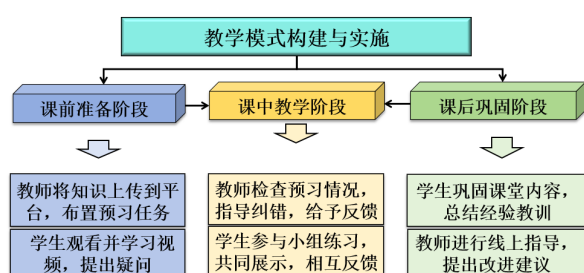 教学模式构建与实施
课前准备阶段
课中教学阶段
课后巩固阶段
教师将知识上传到平
台，布置预习任务
学生观看并学习视
频，提出疑问
教师检查预习情况，
指导纠错，给予反馈
学生参与小组练习，
共同展示，相互反馈
学生巩固课堂内容，
总结经验教训
教师进行线上指导，
提出改进建议